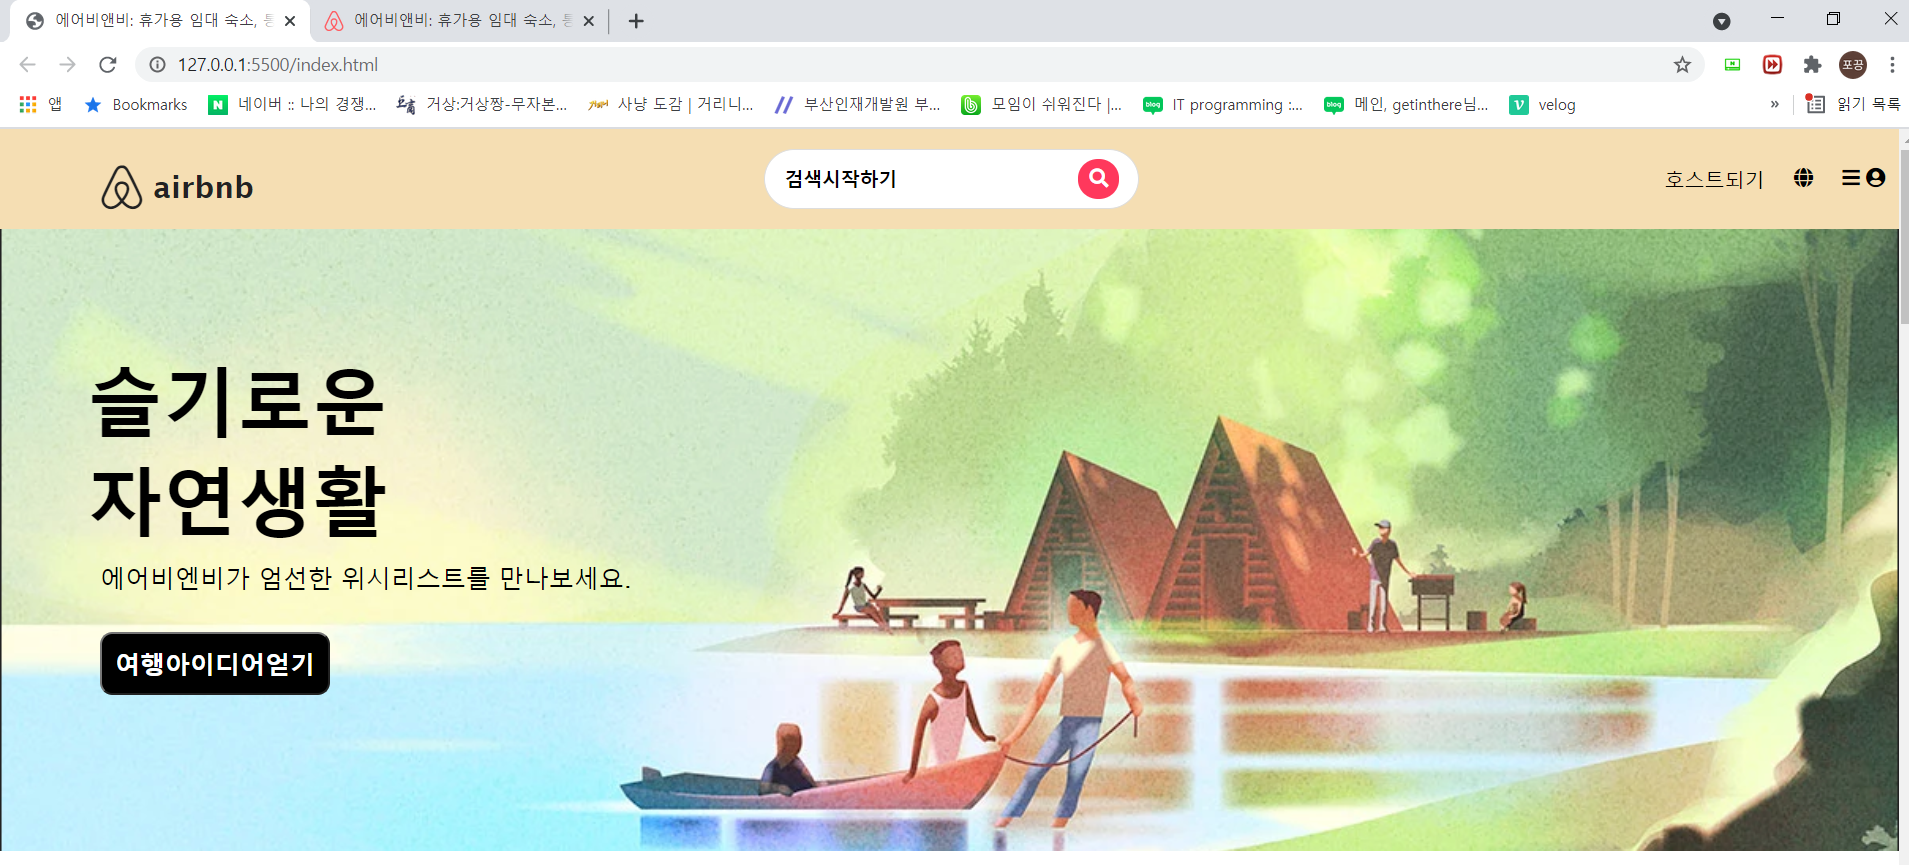 에어비앤비: 휴가용 임대 숙소, 통
에어비앤비: 휴가용 임대 숙소, 통
127.0.0.1:5500/index.html
포끙
앱 Bookmarks 네이버 :: 나의 경쟁... 거상:거상짱-무자본... 사냥 도감 | 거리니... 부산인재개발원 부... 모임이 쉬워진다 |... IT programming :... 메인, getinthere님... velog » 읽기 목록
airbnb
검색시작하기
호스트되기
슬기로운
자연생활
에어비엔비가 엄선한 위시리스트를 만나보세요.
여행아이디어얻기